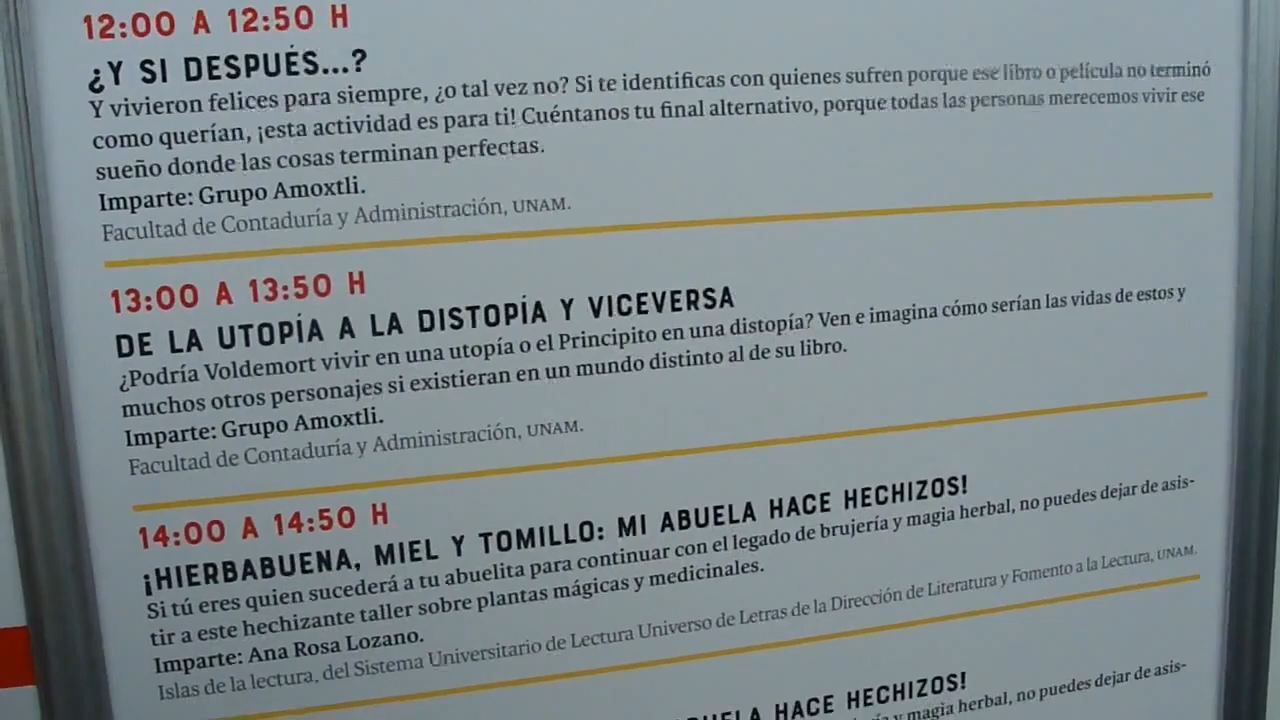 12:00 A 12:50 H
¿Y SI DESPUÉS...?
Y vivieron felices para siempre, ¿o tal vez no? Si te identificas con quienes sufren porque ese libro o película no terminó
como querían, ¡esta actividad es para ti! Cuéntanos tu final alternativo, porque todas las personas merecemos vivir ese
sueño donde las cosas terminan perfectas.
Imparte: Grupo Amoxtli.
Facultad de Contaduría y Administración, UNAM.
13:00 A 13:50 H
DE LA UTOPÍA A LA DISTOPÍA Y VICEVERSA
¿Podría Voldemort vivir en una utopía o el Principito en una distopía? Ven e imagina cómo serían las vidas de estos y
muchos otros personajes si existieran en un mundo distinto al de su libro.
Imparte: Grupo Amoxtli.
Facultad de Contaduría y Administración, UNAM.
14:00 A 14:50 H
¡HIERBABUENA, MIEL Y TOMILLO: MI ABUELA HACE HECHIZOS!
Si tú eres quien sucederá a tu abuelita para continuar con el legado de brujería y magia herbal, no puedes dejar de asis-
tir a este hechizante taller sobre plantas mágicas y medicinales.
Imparte: Ana Rosa Lozano.
Islas de la lectura, del Sistema Universitario de Lectura Universo de Letras de la Dirección de Literatura y Fomento a la Lectura, UNAM.
HACE HECHIZOS!
y magia herbal, no puedes dejar de asis-